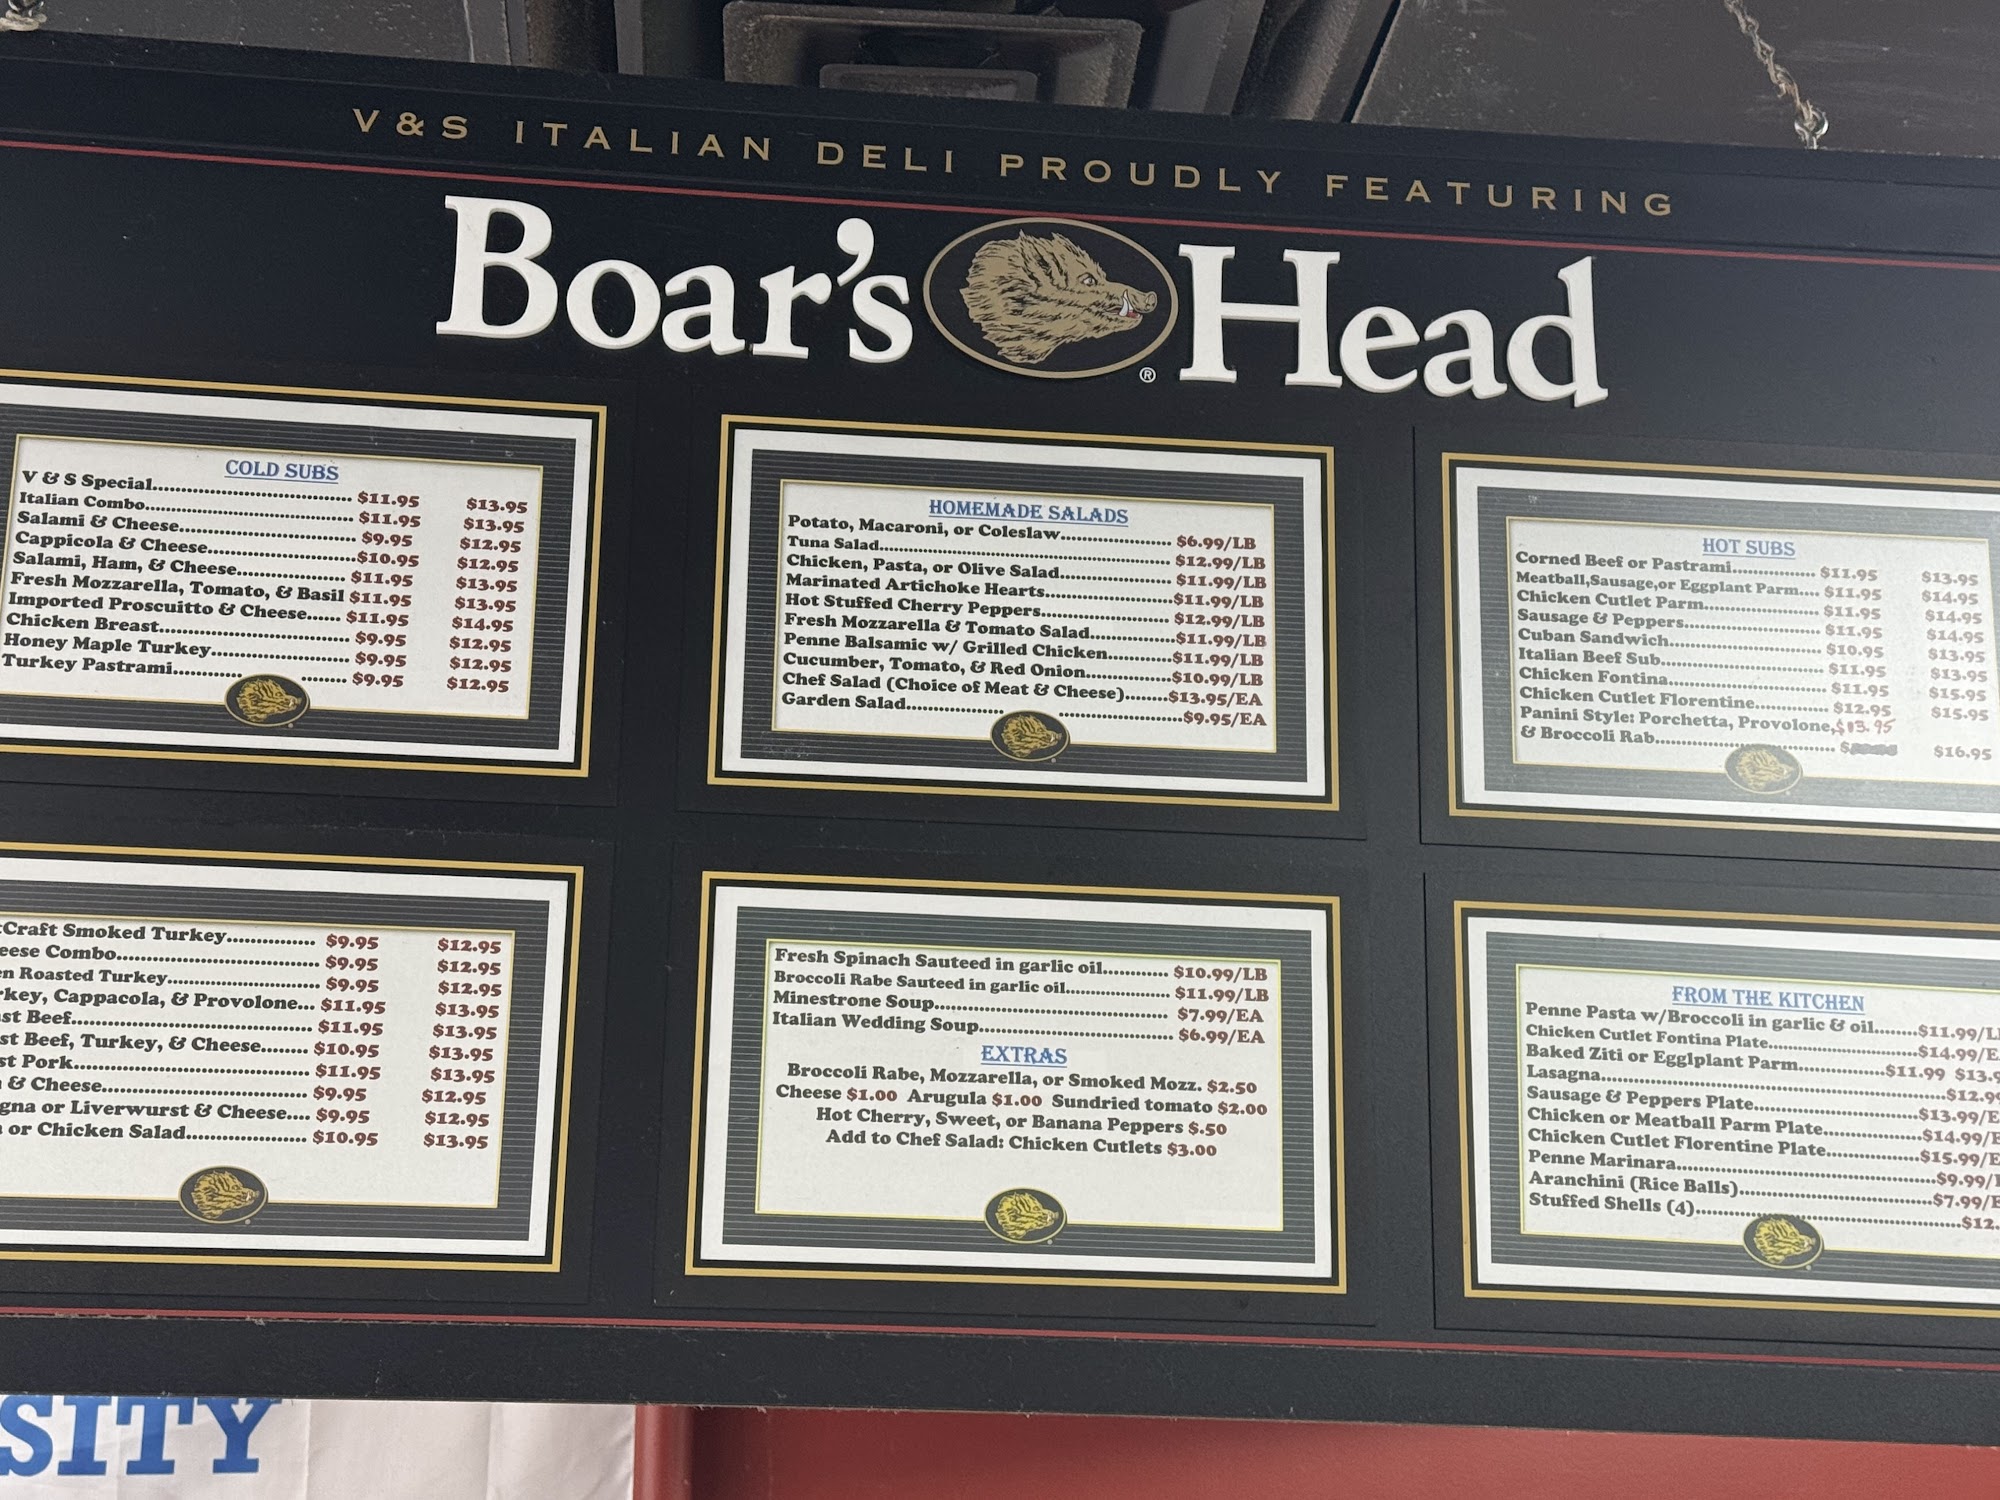 V&S ITALIAN DELI PROUDLY FEATURING
Boar's Head
®
COLD SUBS
V & S Special........ $11.95 $13.95
Italian Combo........ $11.95 $13.95
Salami & Cheese........ $9.95 $12.95
Cappicola & Cheese........ $10.95 $12.95
Salami, Ham, & Cheese........ $11.95 $13.95
Fresh Mozzarella, Tomato, & Basil $11.95 $13.95
Imported Proscuitto & Cheese...... $11.95 $14.95
Chicken Breast........ $9.95 $12.95
Honey Maple Turkey........ $9.95 $12.95
Turkey Pastrami........ $9.95 $12.95
HOMEMADE SALADS
Potato, Macaroni, or Coleslaw........ $6.99/LB
Tuna Salad........ $12.99/LB
Chicken, Pasta, or Olive Salad........ $11.99/LB
Marinated Artichoke Hearts........ $11.99/LB
Hot Stuffed Cherry Peppers........ $12.99/LB
Fresh Mozzarella & Tomato Salad........ $11.99/LB
Penne Balsamic w/ Grilled Chicken........ $11.99/LB
Cucumber, Tomato, & Red Onion........ $10.99/LB
Chef Salad (Choice of Meat & Cheese)....... $13.95/EA
Garden Salad........ $9.95/EA
HOT SUBS
Corned Beef or Pastrami........ $11.95 $13.95
Meatball,Sausage,or Eggplant Parm.... $11.95 $14.95
Chicken Cutlet Parm........ $11.95 $14.95
Sausage & Peppers........ $11.95 $14.95
Cuban Sandwich........ $10.95 $13.95
Italian Beef Sub........ $11.95 $13.95
Chicken Fontina........ $11.95 $15.95
Chicken Cutlet Florentine........ $12.95 $15.95
Panini Style: Porchetta, Provolone, $13.95
& Broccoli Rab........ $ $16.95
Craft Smoked Turkey........ $9.95 $12.95
eese Combo........ $9.95 $12.95
en Roasted Turkey........ $9.95 $12.95
rkey, Cappacola, & Provolone... $11.95 $13.95
st Beef........ $11.95 $13.95
st Beef, Turkey, & Cheese........ $10.95 $13.95
st Pork........ $11.95 $13.95
& Cheese........ $9.95 $12.95
gna or Liverwurst & Cheese.... $9.95 $12.95
or Chicken Salad........ $10.95 $13.95
Fresh Spinach Sauteed in garlic oil........ $10.99/LB
Broccoli Rabe Sauteed in garlic oil........ $11.99/LB
Minestrone Soup........ $7.99/EA
Italian Wedding Soup........ $6.99/EA
EXTRAS
Broccoli Rabe, Mozzarella, or Smoked Mozz. $2.50
Cheese $1.00 Arugula $1.00 Sundried tomato $2.00
Hot Cherry, Sweet, or Banana Peppers $.50
Add to Chef Salad: Chicken Cutlets $3.00
FROM THE KITCHEN
Penne Pasta w/Broccoli in garlic & oil....... $11.99/L
Chicken Cutlet Fontina Plate........ $14.99/E
Baked Ziti or Egglplant Parm........ $11.99 $13.9
Lasagna........ $12.99
Sausage & Peppers Plate........ $13.99/E
Chicken or Meatball Parm Plate........ $14.99/E
Chicken Cutlet Florentine Plate........ $15.99/E
Penne Marinara........ $9.99/
Aranchini (Rice Balls)........ $7.99/E
Stuffed Shells (4)........ $12.
SITY